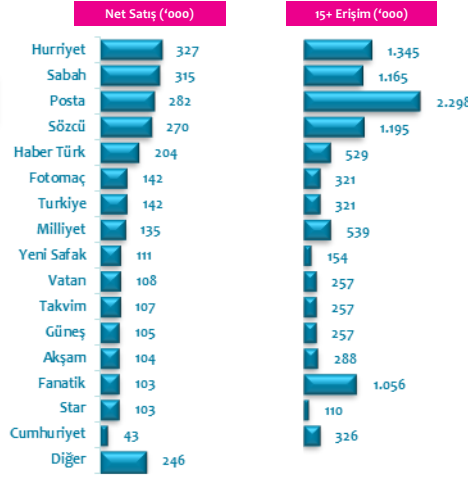 Net Satış (‘000) 15+ Erişim (‘000)
Hurriyet 327 1.345
Sabah 315 1.165
Posta 282 2.298
Sözcü 270 1.195
Haber Türk 204 529
Fotomaç 142 321
Turkiye 142 321
Milliyet 135 539
Yeni Safak 111 154
Vatan 108 257
Takvim 107 257
Güneş 105 257
Akşam 104 288
Fanatik 103 1.056
Star 103 110
Cumhuriyet 43 326
Diğer 246